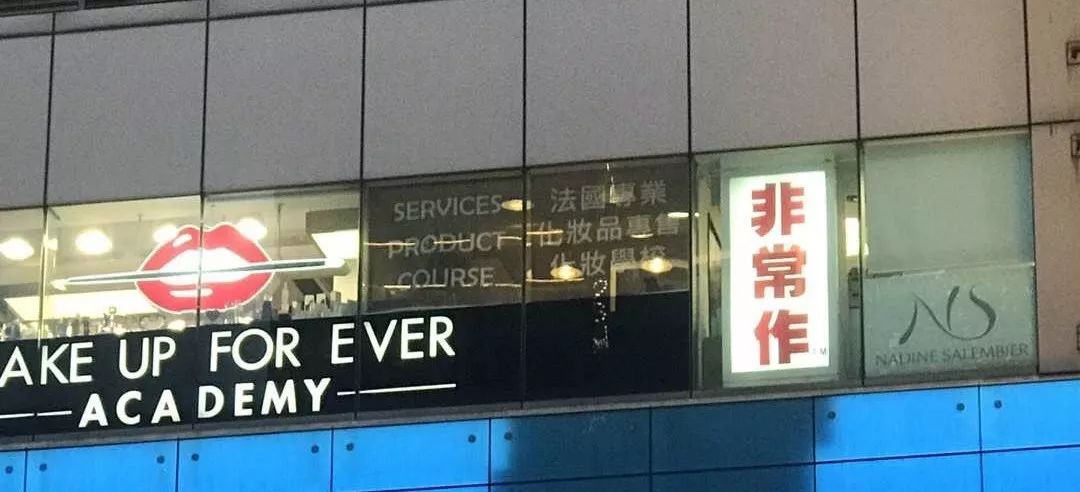 AKE UP FOR EVER
ACADEMY
SERVICES
PRODUCT
COURSE
法國專業
化妝品專售
化妝學校
非常作
TM
NS
NADINE SALEMBIER